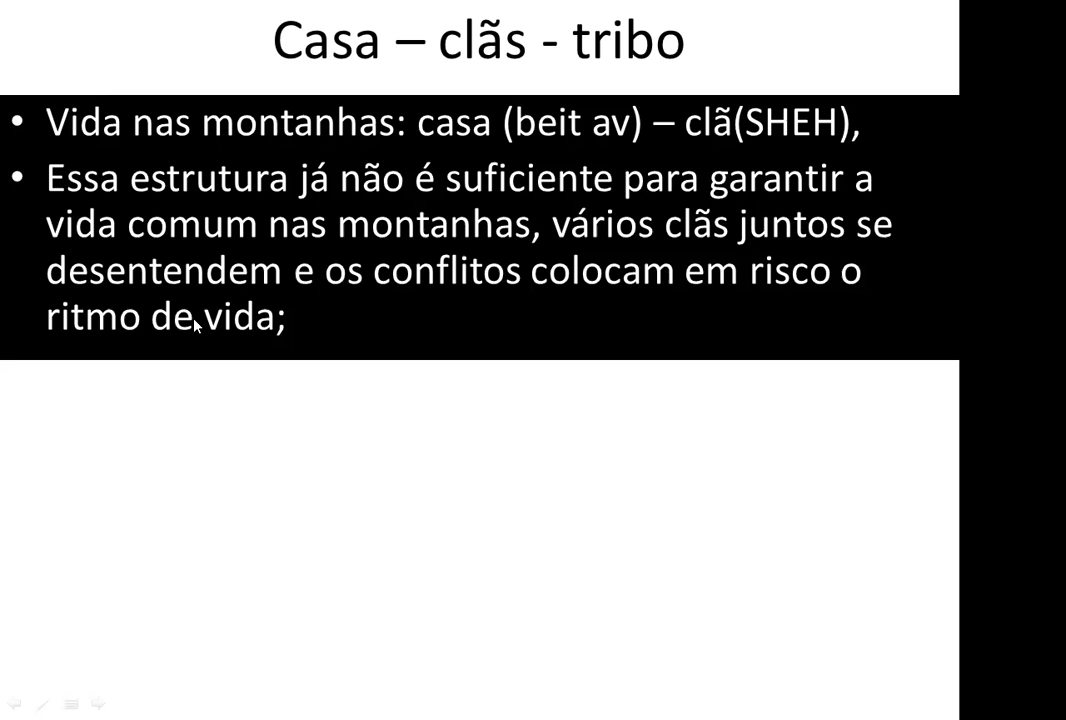 Casa – clãs - tribo
• Vida nas montanhas: casa (beit av) – clã(SHEH),
• Essa estrutura já não é suficiente para garantir a
vida comum nas montanhas, vários clãs juntos se
desentendem e os conflitos colocam em risco o
ritmo de vida;